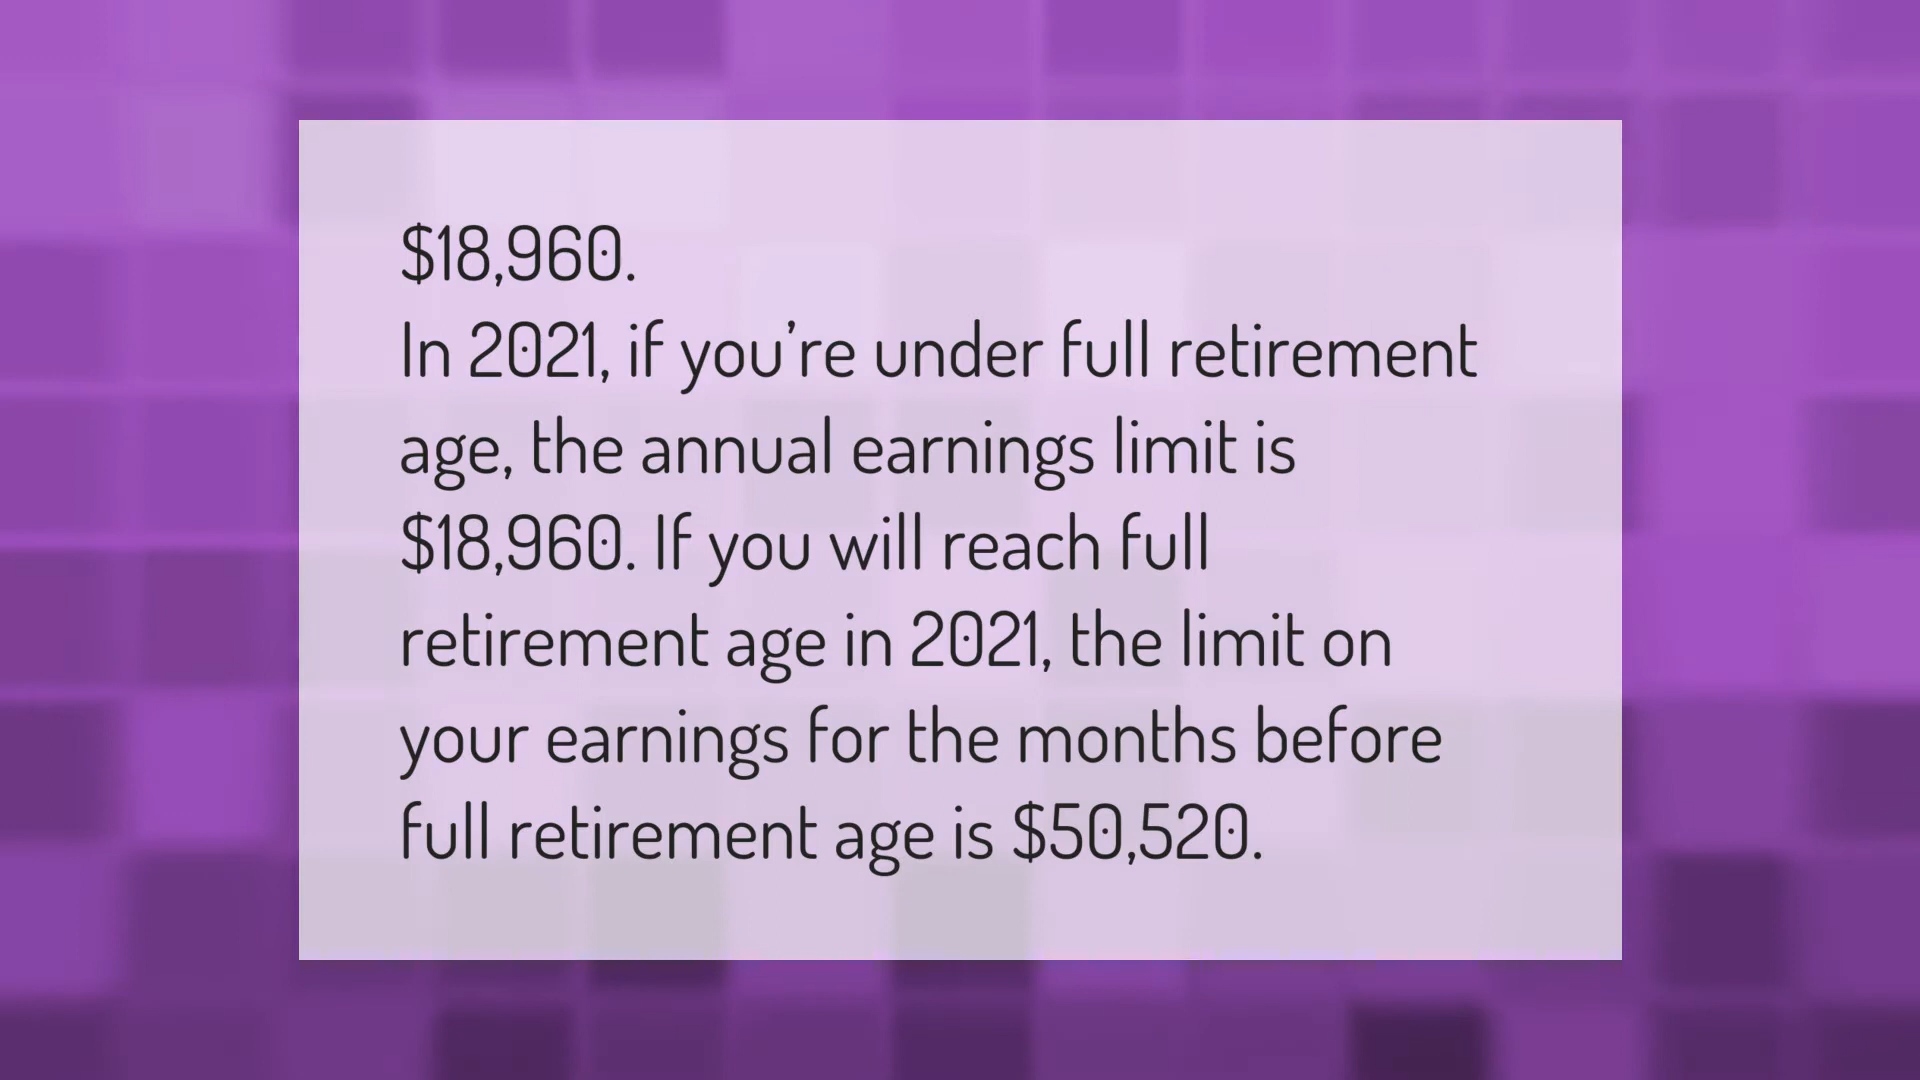 $18,960.
In 2021, if you’re under full retirement
age, the annual earnings limit is
$18,960. If you will reach full
retirement age in 2021, the limit on
your earnings for the months before
full retirement age is $50,520.